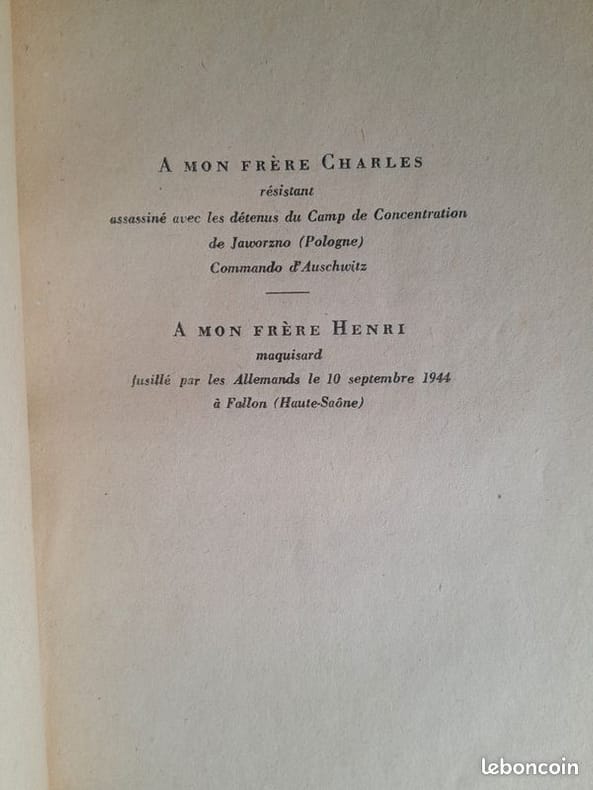 A MON FRÈRE CHARLES
résistant
assassiné avec les détenus du Camp de Concentration
de Jaworzno (Pologne)
Commando d'Auschwitz
A MON FRÈRE HENRI
maquisard
fusillé par les Allemands le 10 septembre 1944
à Fallon (Haute-Saône)
leboncoin